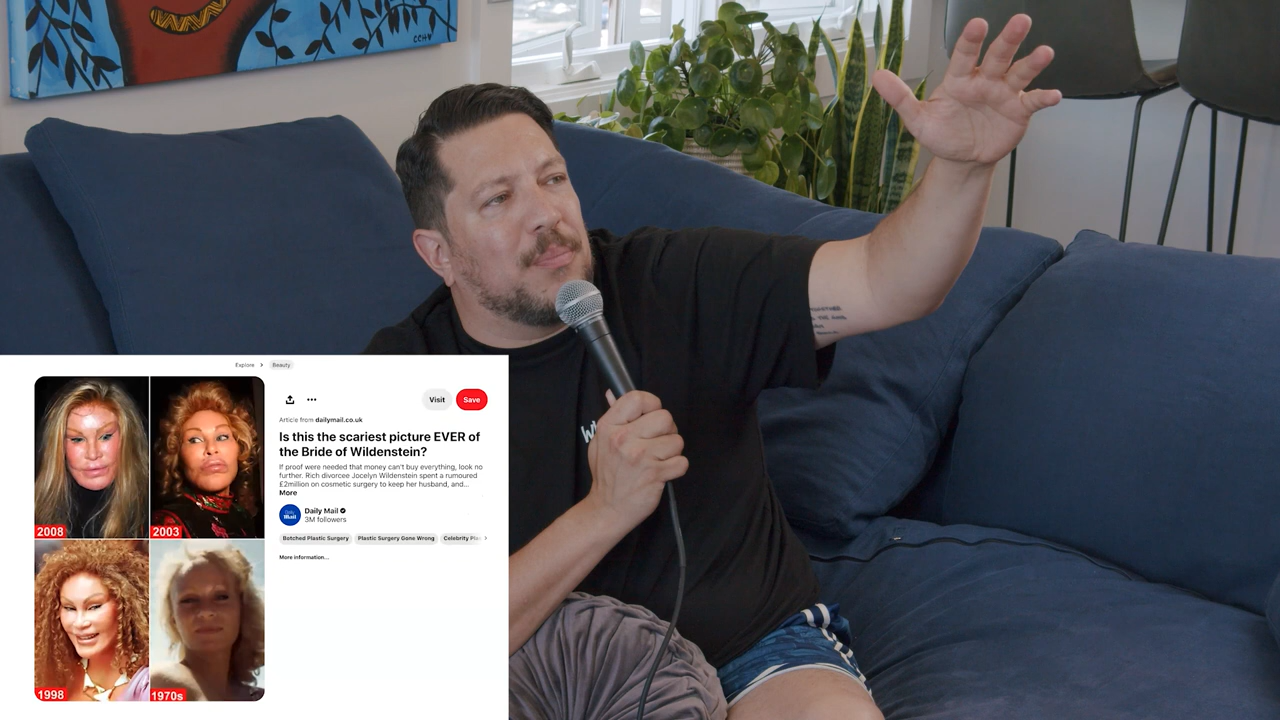 CCH
Explore > Beauty
Visit
Save
Article from dailymail.co.uk
Is this the scariest picture EVER of
the Bride of Wildenstein?
If proof were needed that money can't buy everything, look no
further. Rich divorcee Jocelyn Wildenstein spent a rumoured
£2million on cosmetic surgery to keep her husband, and...
More
Daily Mail
3M followers
Botched Plastic Surgery
Plastic Surgery Gone Wrong
Celebrity
More information...
2008
2003
1998
1970s